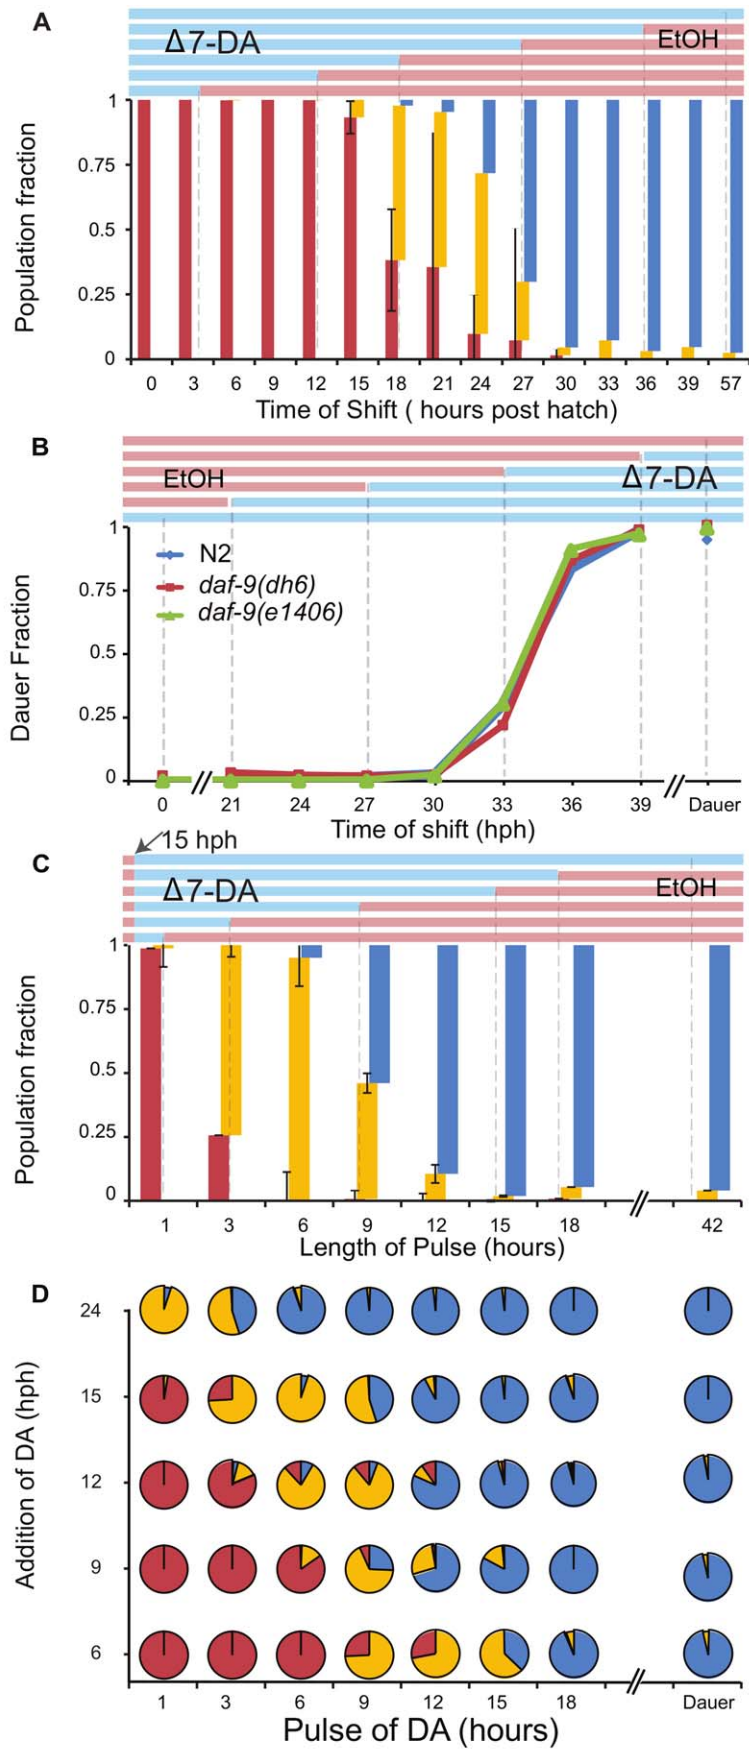 A
Δ7-DA
EtOH
Population fraction
1
0.75
0.5
0.25
0
0 3 6 9 12 15 18 21 24 27 30 33 36 39 57
Time of Shift ( hours post hatch)
B
EtOH
Δ7-DA
N2
daf-9(dh6)
daf-9(e1406)
Dauer Fraction
1
0.75
0.5
0.25
0
0 // 21 24 27 30 33 36 39 // Dauer
Time of shift (hph)
C
15 hph
Δ7-DA
EtOH
Population fraction
1
0.75
0.5
0.25
0
1 3 6 9 12 15 18 // 42
Length of Pulse (hours)
D
Addition of DA (hph)
24
15
12
9
6
1 3 6 9 12 15 18 // Dauer
Pulse of DA (hours)